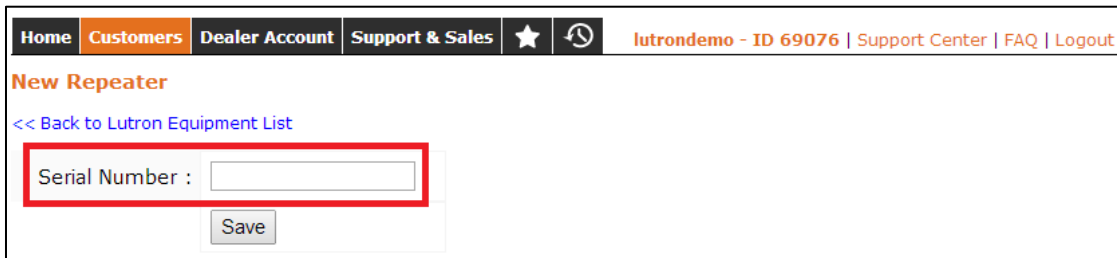 Home Customers Dealer Account Support & Sales lutrondemo - ID 69076 | Support Center | FAQ | Logout
New Repeater
<< Back to Lutron Equipment List
Serial Number :
Save